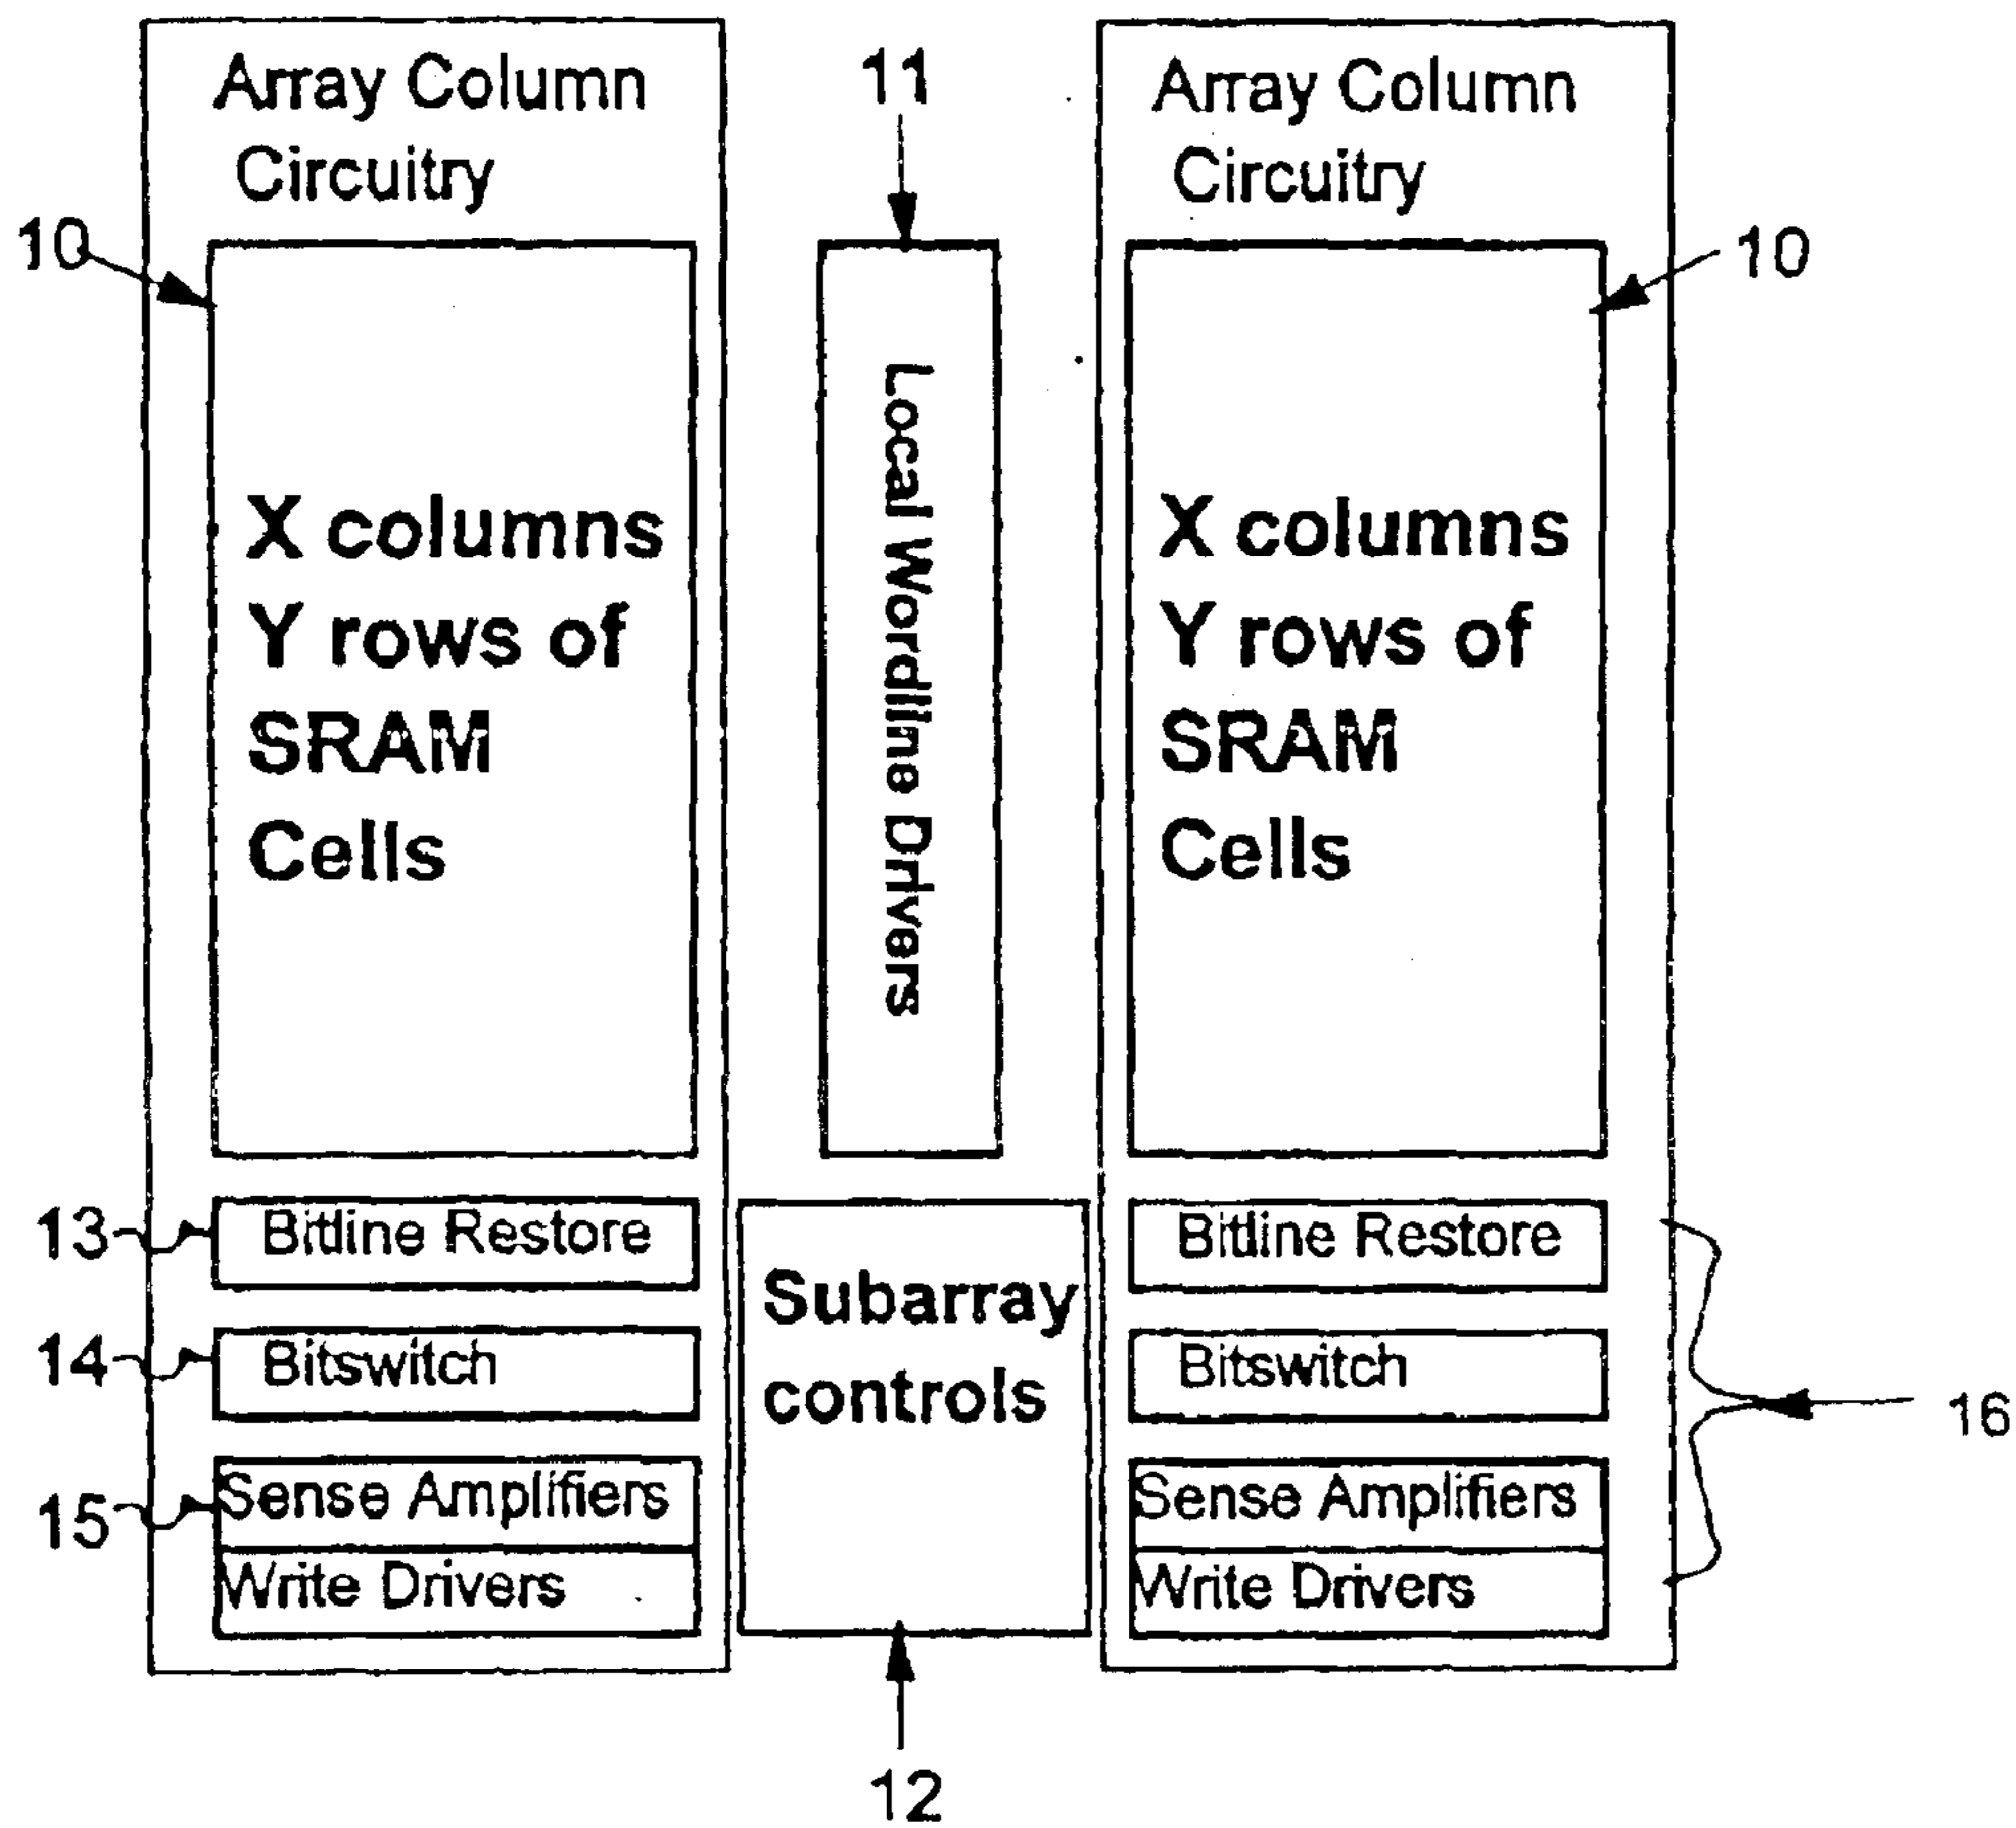 Array Column
Circuitry
10
X columns
Y rows of
SRAM
Cells
13
Bitline Restore
14
Bitswitch
15
Sense Amplifiers
Write Drivers
11
Local Wordline Drivers
Subarray
controls
12
Array Column
Circuitry
10
X columns
Y rows of
SRAM
Cells
Bitline Restore
Bitswitch
Sense Amplifiers
Write Drivers
16